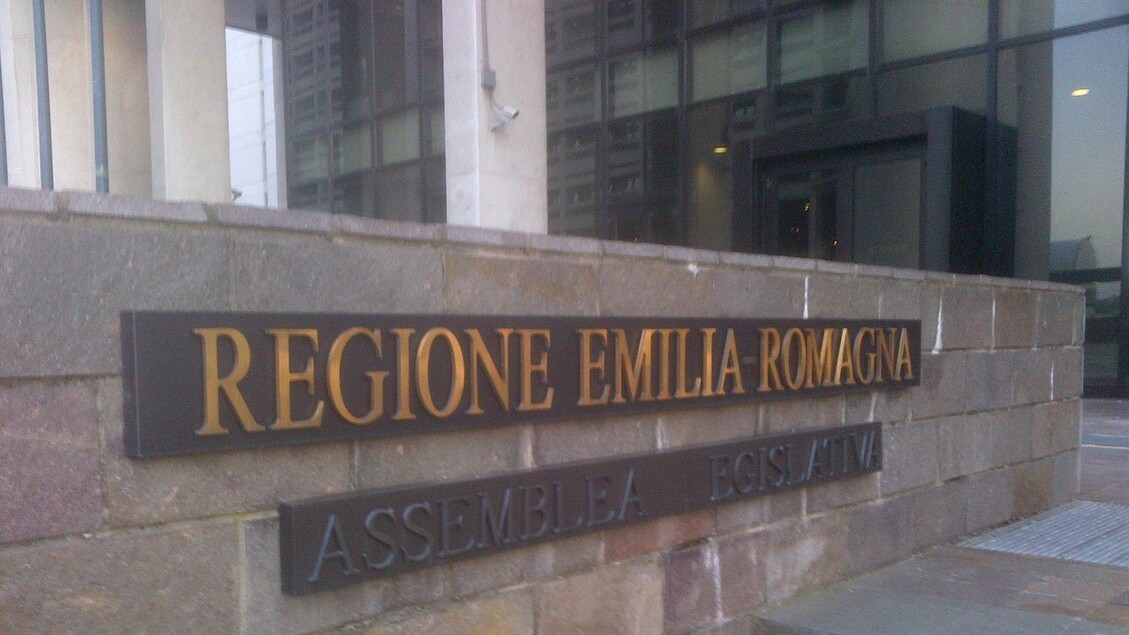 REGIONE EMILIA-ROMAGNA
ASSEMBLEA EGISLATIVA